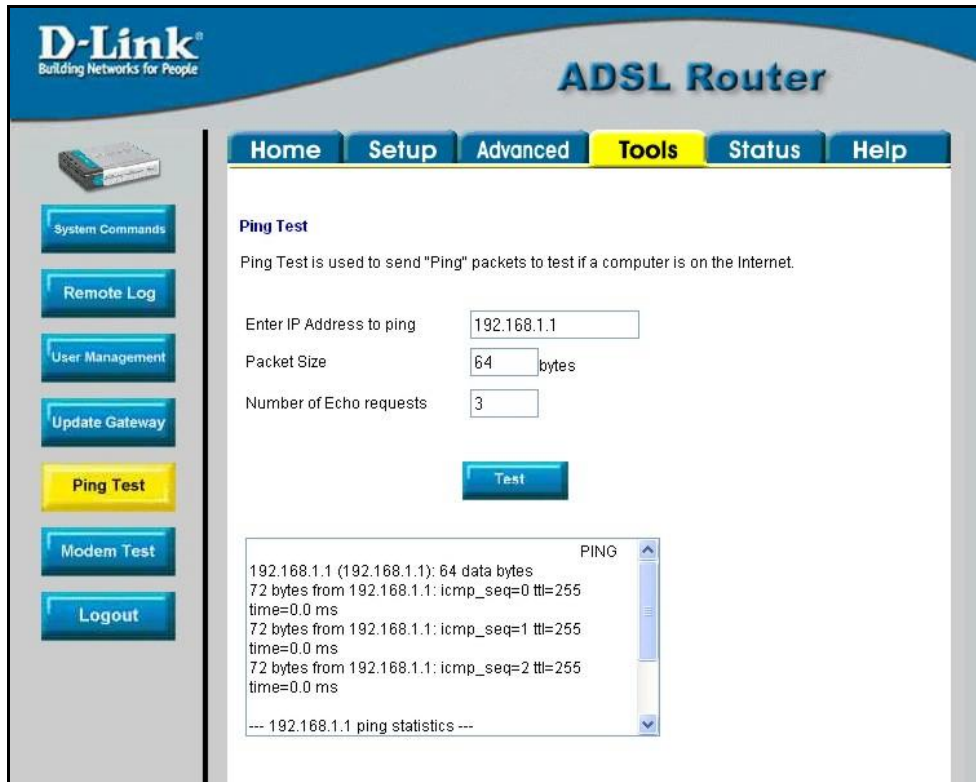 D-Link®
Building Networks for People
ADSL Router
Home Setup Advanced Tools Status Help
System Commands
Remote Log
User Management
Update Gateway
Ping Test
Modem Test
Logout
Ping Test
Ping Test is used to send "Ping" packets to test if a computer is on the Internet.
Enter IP Address to ping 192.168.1.1
Packet Size 64 bytes
Number of Echo requests 3
Test
PING
192.168.1.1 (192.168.1.1): 64 data bytes
72 bytes from 192.168.1.1: icmp_seq=0 ttl=255
time=0.0 ms
72 bytes from 192.168.1.1: icmp_seq=1 ttl=255
time=0.0 ms
72 bytes from 192.168.1.1: icmp_seq=2 ttl=255
time=0.0 ms
--- 192.168.1.1 ping statistics ---